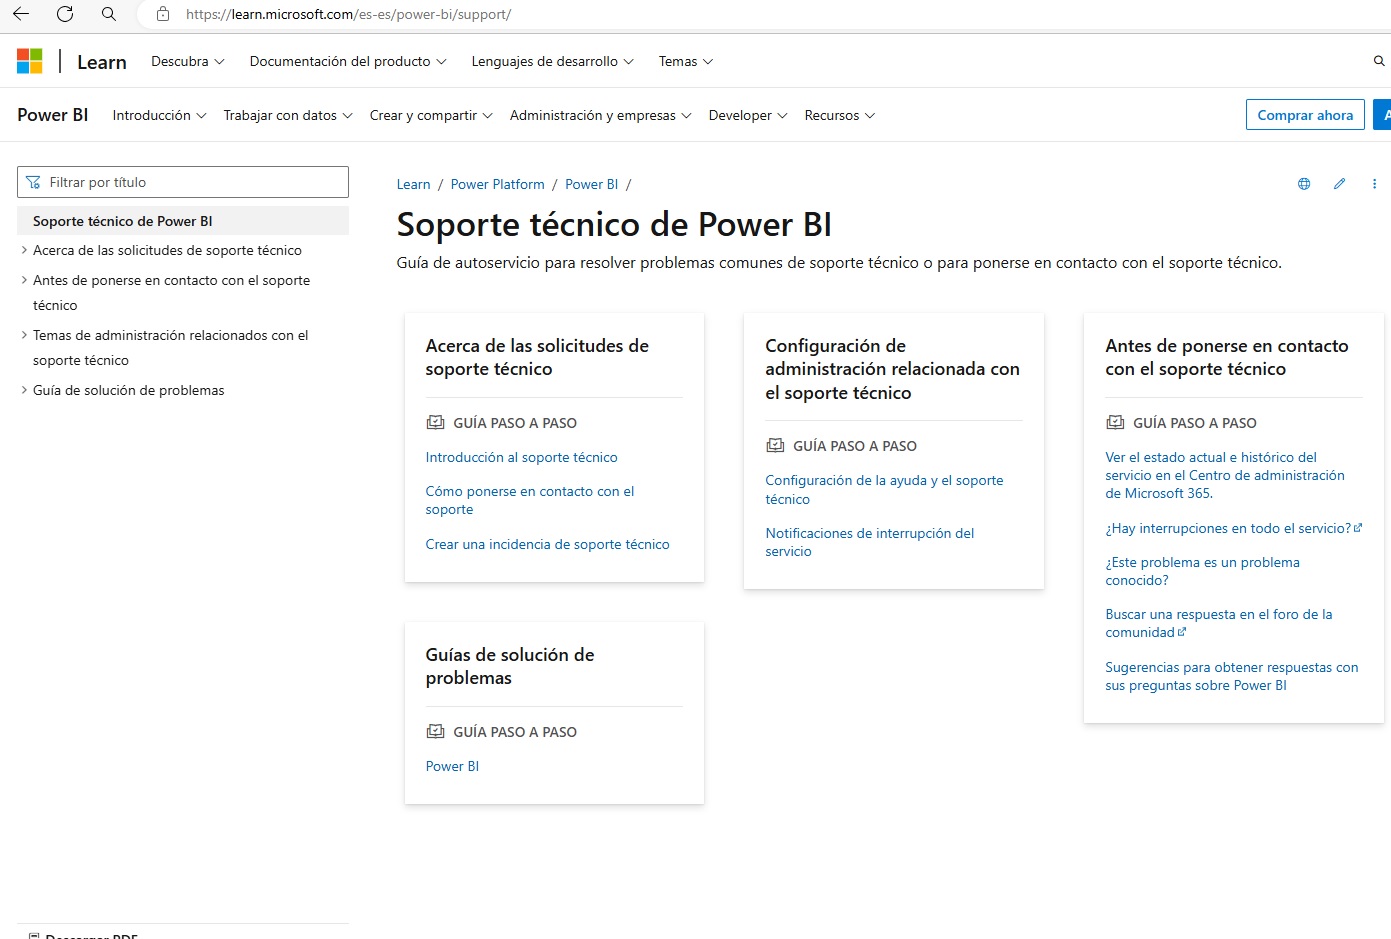 https://learn.microsoft.com/es-es/power-bi/support/
Learn Descubra Documentación del producto Lenguajes de desarrollo Temas
Power BI Introducción Trabajar con datos Crear y compartir Administración y empresas Developer Recursos Comprar ahora
Filtrar por título
Soporte técnico de Power BI
Acerca de las solicitudes de soporte técnico
Antes de ponerse en contacto con el soporte
técnico
Temas de administración relacionados con el
soporte técnico
Guía de solución de problemas
Descargar PDF
Learn / Power Platform / Power BI /
Soporte técnico de Power BI
Guía de autoservicio para resolver problemas comunes de soporte técnico o para ponerse en contacto con el soporte técnico.
Acerca de las solicitudes de
soporte técnico
GUÍA PASO A PASO
Introducción al soporte técnico
Cómo ponerse en contacto con el
soporte
Crear una incidencia de soporte técnico
Configuración de
administración relacionada con
el soporte técnico
GUÍA PASO A PASO
Configuración de la ayuda y el soporte
técnico
Notificaciones de interrupción del
servicio
Antes de ponerse en contacto
con el soporte técnico
GUÍA PASO A PASO
Ver el estado actual e histórico del
servicio en el Centro de administración
de Microsoft 365.
¿Hay interrupciones en todo el servicio?
¿Este problema es un problema
conocido?
Buscar una respuesta en el foro de la
comunidad
Sugerencias para obtener respuestas con
sus preguntas sobre Power BI
Guías de solución de
problemas
GUÍA PASO A PASO
Power BI